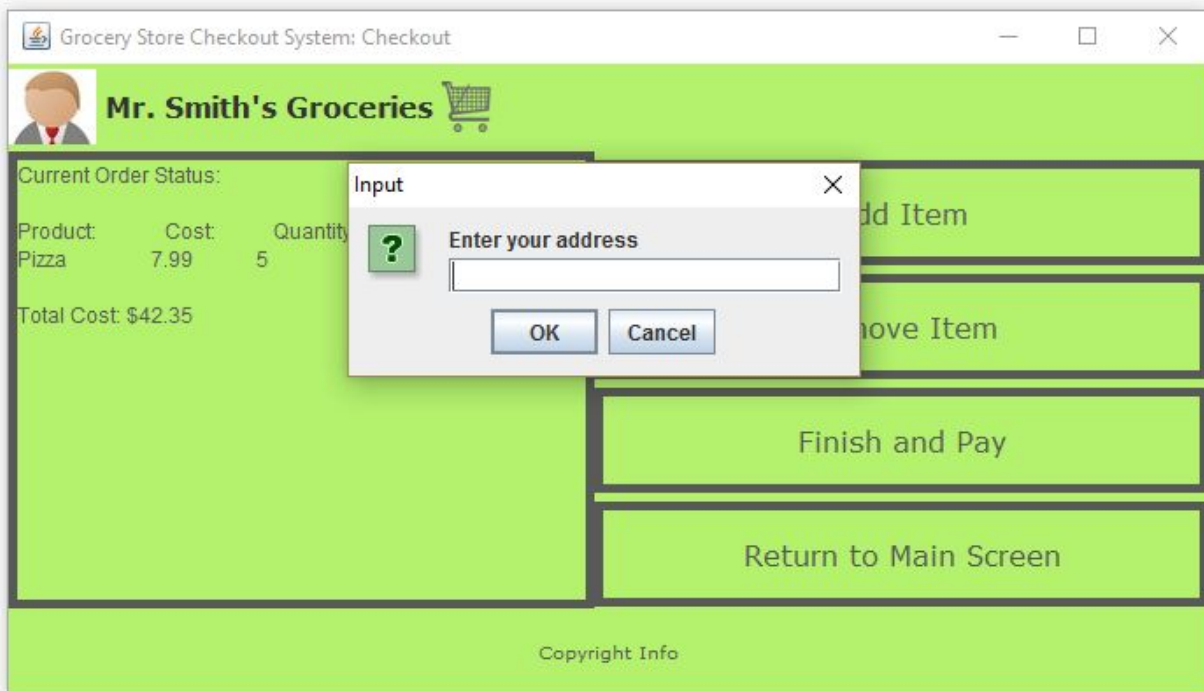 Grocery Store Checkout System: Checkout
Mr. Smith's Groceries
Current Order Status:
Product: Cost: Quantity
Pizza 7.99 5
Total Cost: $42.35
Input
?
Enter your address
OK Cancel
dd Item
ove Item
Finish and Pay
Return to Main Screen
Copyright Info